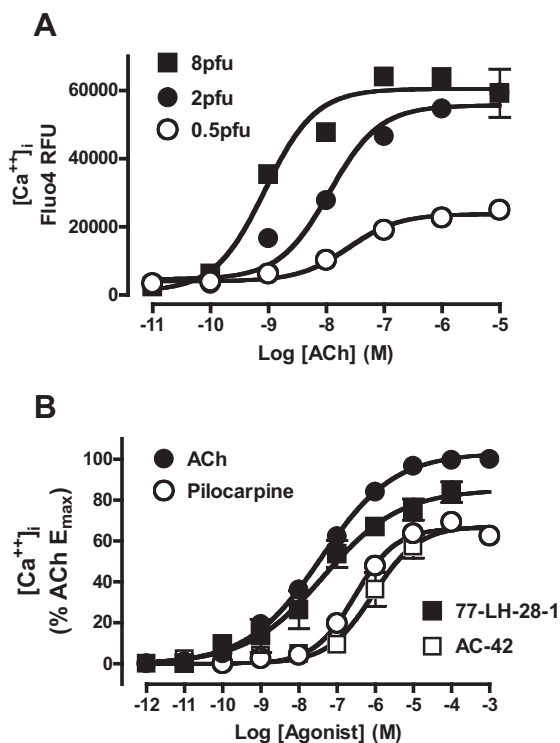 A
8pfu
2pfu
0.5pfu
[Ca++]i
Fluo4 RFU
60000
40000
20000
0
-11 -10 -9 -8 -7 -6 -5
Log [ACh] (M)
B
ACh
Pilocarpine
[Ca++]i
(% ACh Emax)
100
80
60
40
20
0
77-LH-28-1
AC-42
-12 -11 -10 -9 -8 -7 -6 -5 -4 -3
Log [Agonist] (M)